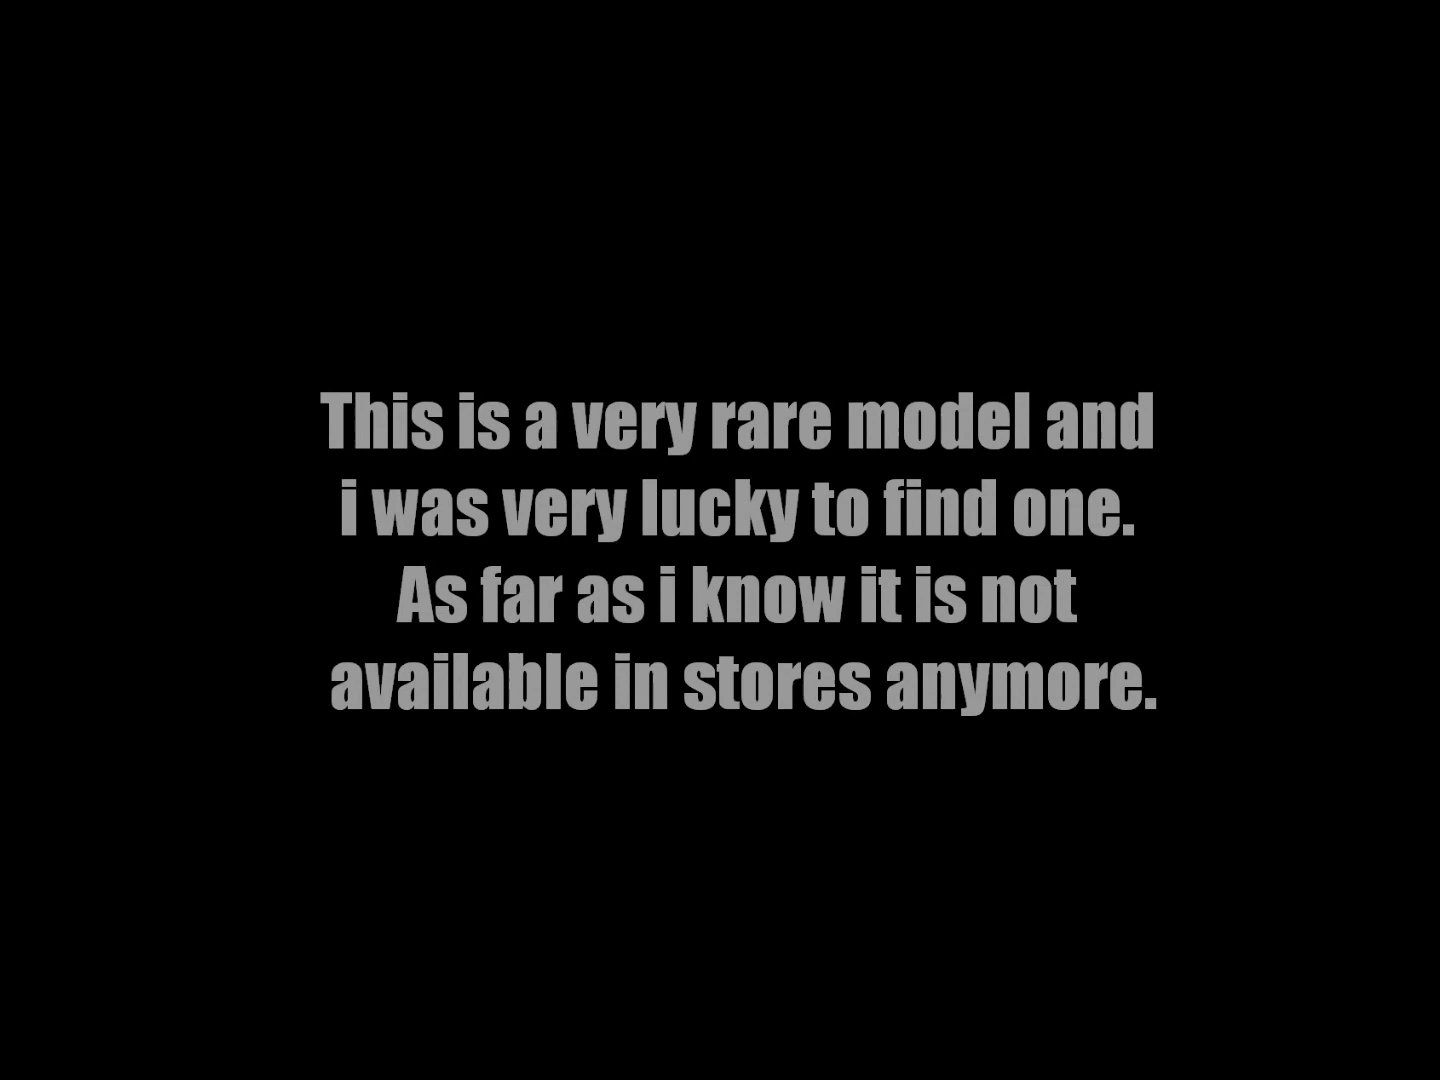 This is a very rare model and
i was very lucky to find one.
As far as i know it is not
available in stores anymore.